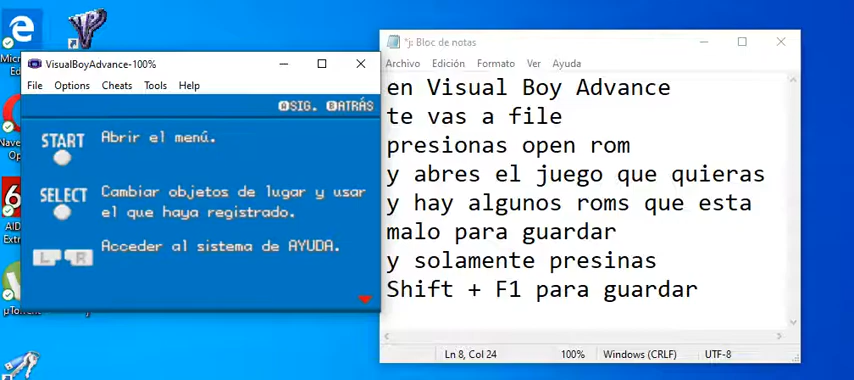 VisualBoyAdvance-100%
File Options Cheats Tools Help
ⒶSIG. ⒷATRÁS
START Abrir el menú.
SELECT Cambiar objetos de lugar y usar
el que haya registrado.
L R Acceder al sistema de AYUDA.
*j: Bloc de notas
Archivo Edición Formato Ver Ayuda
en Visual Boy Advance
te vas a file
presionas open rom
y abres el juego que quieras
y hay algunos roms que esta
malo para guardar
y solamente presinas
Shift + F1 para guardar
Ln 8, Col 24 100% Windows (CRLF) UTF-8